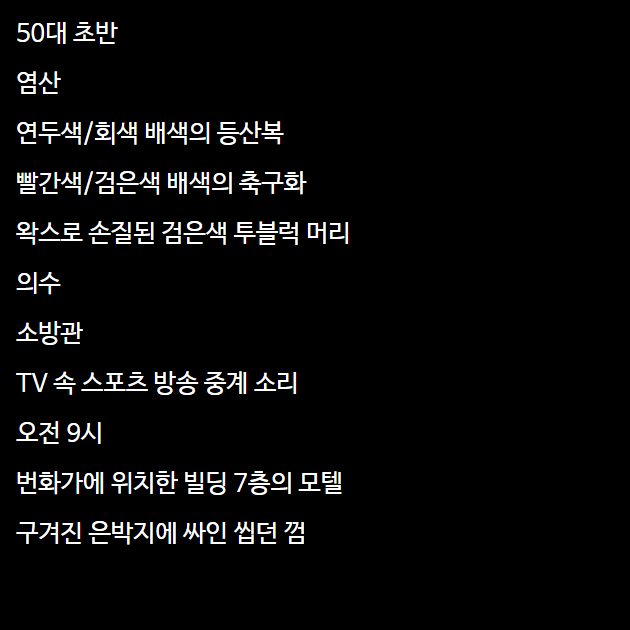 50대 초반
염산
연두색/회색 배색의 등산복
빨간색/검은색 배색의 축구화
왁스로 손질된 검은색 투블럭 머리
의수
소방관
TV 속 스포츠 방송 중계 소리
오전 9시
번화가에 위치한 빌딩 7층의 모텔
구겨진 은박지에 싸인 씹던 껌